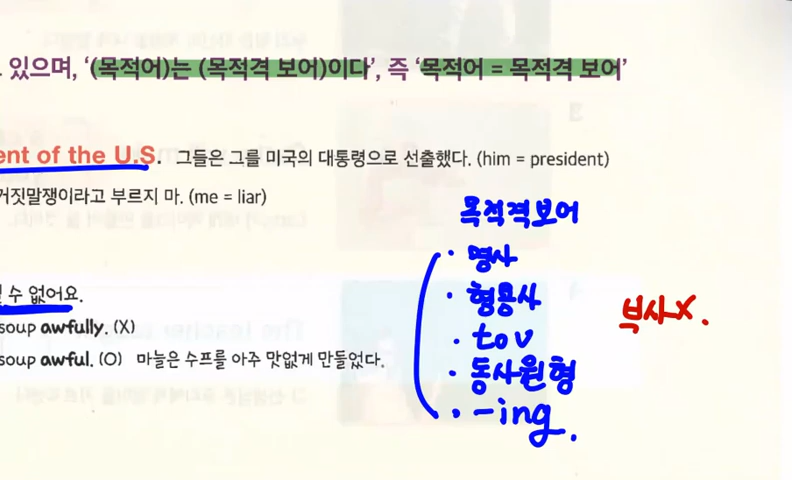 있으며, '(목적어)는 (목적격 보어)이다', 즉 '목적어 = 목적격 보어'
ent of the U.S. 그들은 그를 미국의 대통령으로 선출했다. (him = president)
거짓말쟁이라고 부르지 마. (me = liar)
목적격보어
· 명사
수 없어요.
· 형용사
부사X.
soup awfully. (X)
· to v
soup awful. (O) 마늘은 수프를 아주 맛없게 만들었다.
· 동사원형
· -ing.